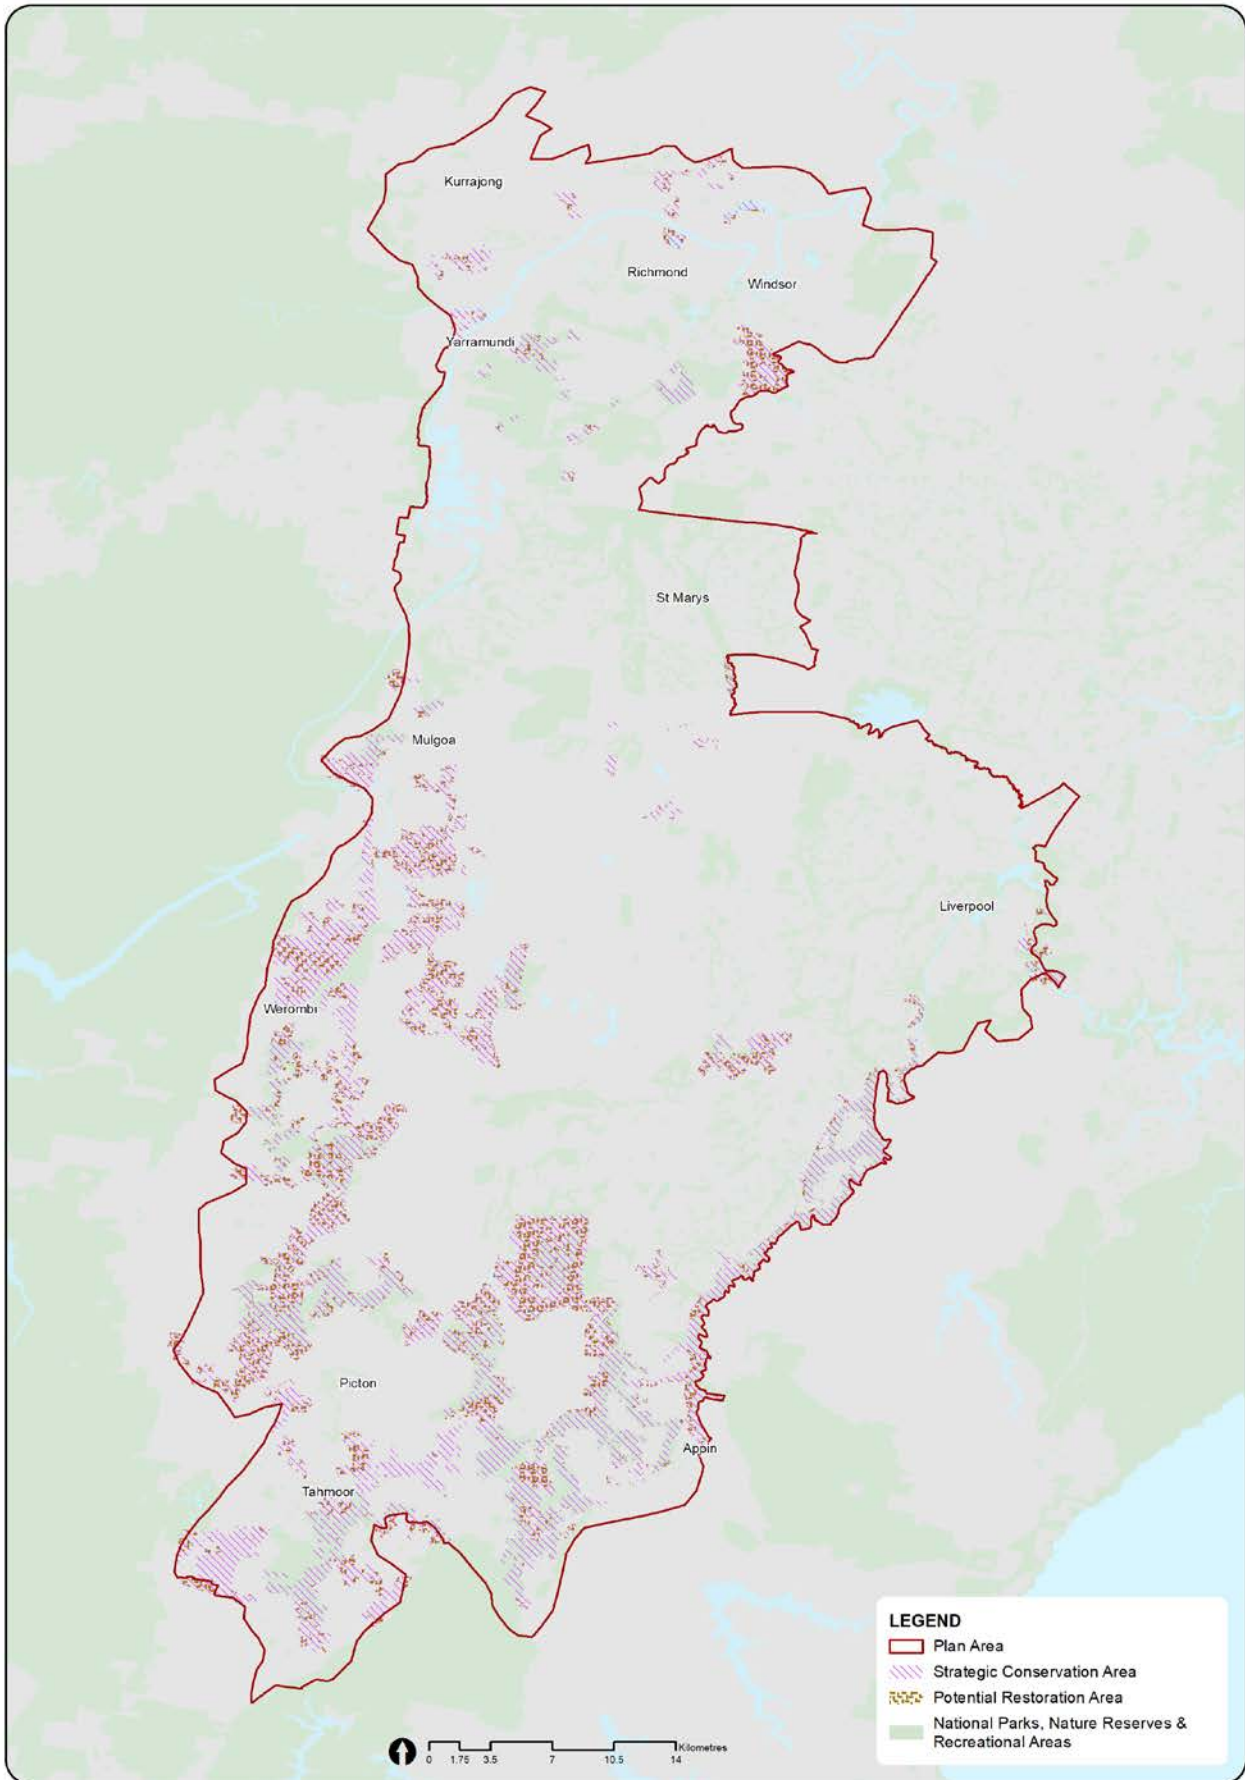 Kurrajong
Richmond
Windsor
Yarramundi
St Marys
Mulgoa
Liverpool
Werombi
Picton
Appin
Tahmoor
LEGEND
Plan Area
Strategic Conservation Area
Potential Restoration Area
National Parks, Nature Reserves &
Recreational Areas
Kilometres
0 1.75 3.5 7 10.5 14